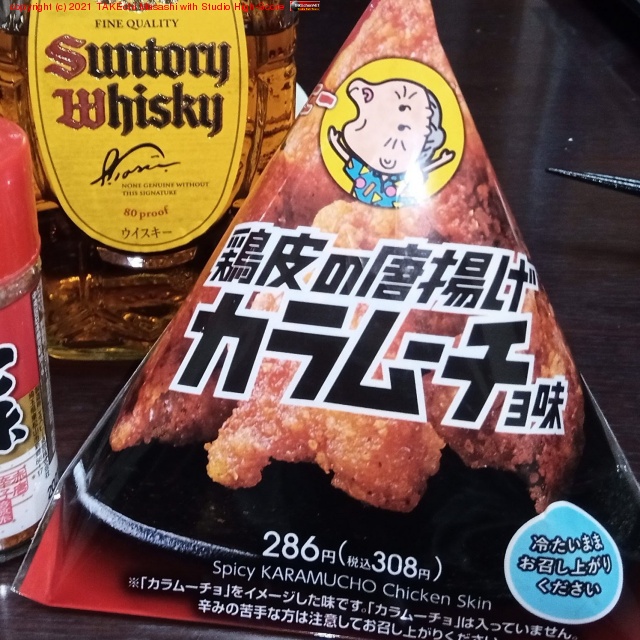 copyright (c) 2021 TAKEchi Masashi with Studio High
FINE QUALITY
Suntory
Whisky
NONE GENUINE WITHOUT
THIS SIGNATURE
80 proof
ウイスキー
鶏皮の唐揚げ
カラムーチョ味
286円(税込308円)
Spicy KARAMUCHO Chicken Skin
※「カラムーチョ」をイメージした味です。「カラムーチョ」は入っていません。
辛みの苦手な方は注意してお召し上がりください
冷たいまま
お召し上がり
ください